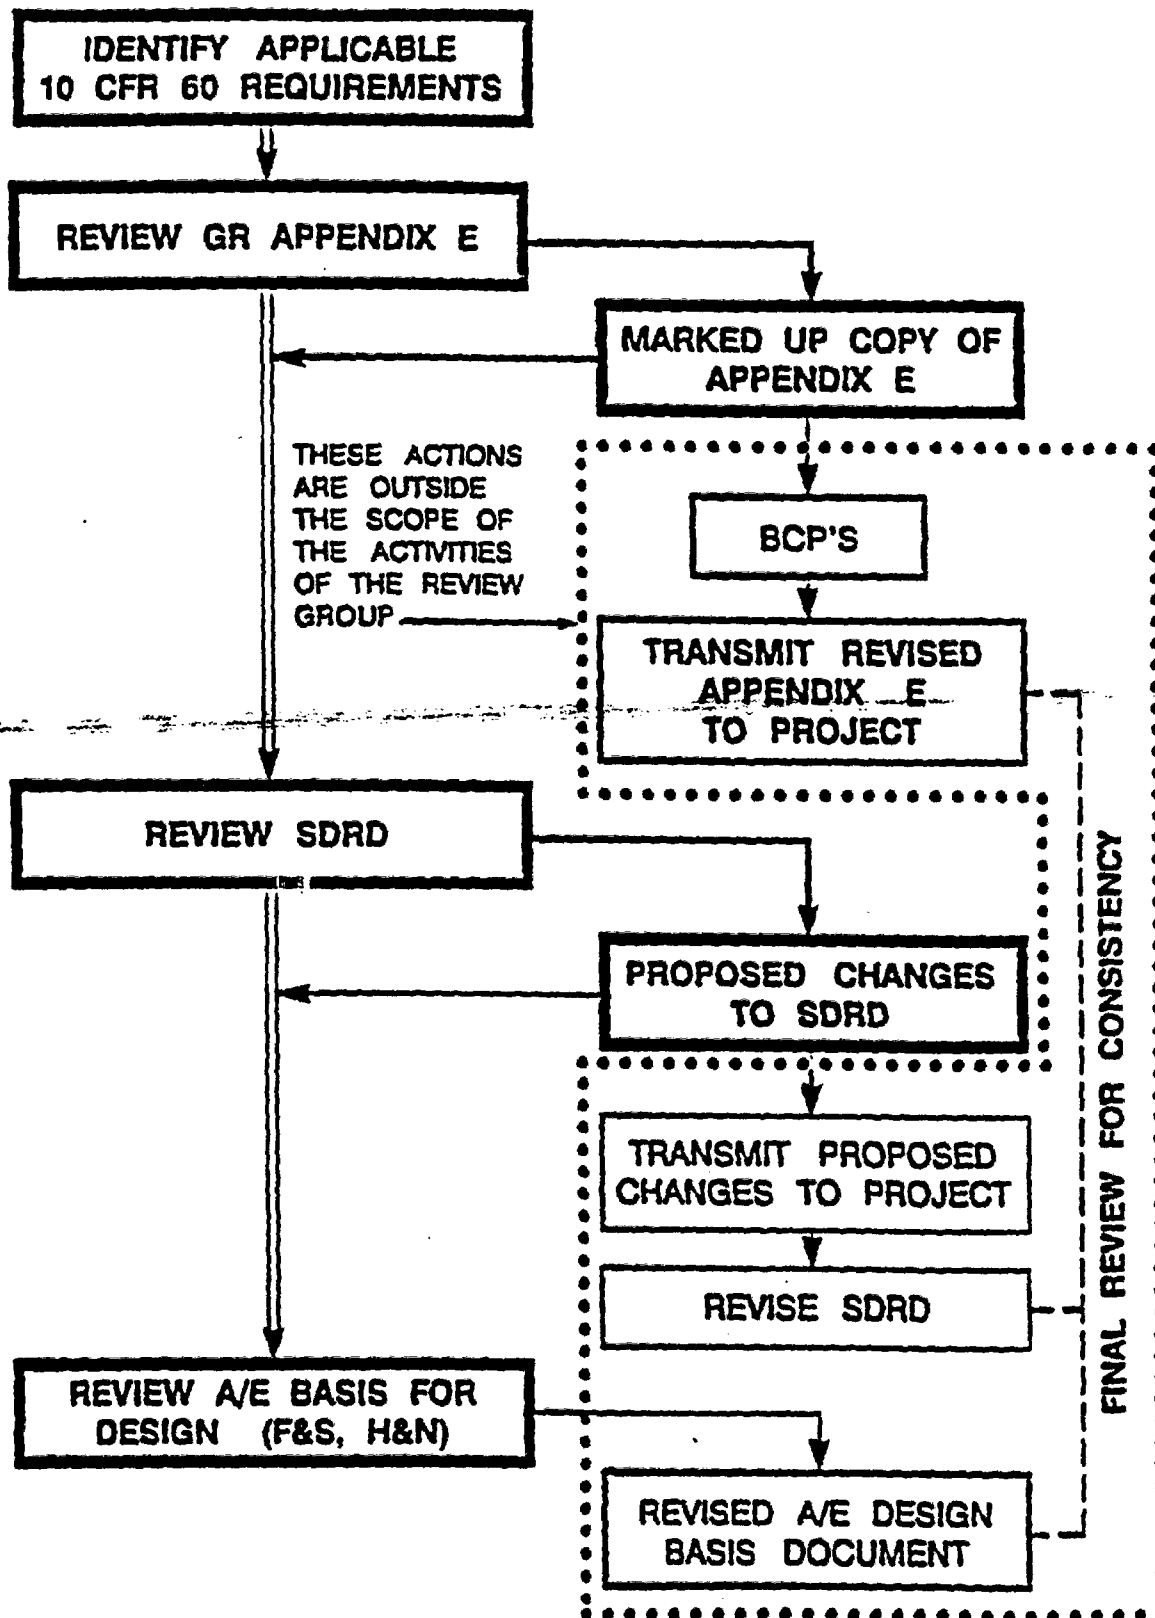 IDENTIFY APPLICABLE
10 CFR 60 REQUIREMENTS
REVIEW GR APPENDIX E
MARKED UP COPY OF
APPENDIX E
THESE ACTIONS
ARE OUTSIDE
THE SCOPE OF
THE ACTIVITIES
OF THE REVIEW
GROUP
BCP'S
TRANSMIT REVISED
APPENDIX E
TO PROJECT
REVIEW SDRD
PROPOSED CHANGES
TO SDRD
TRANSMIT PROPOSED
CHANGES TO PROJECT
REVISE SDRD
FINAL REVIEW FOR CONSISTENCY
REVIEW A/E BASIS FOR
DESIGN (F&S, H&N)
REVISED A/E DESIGN
BASIS DOCUMENT